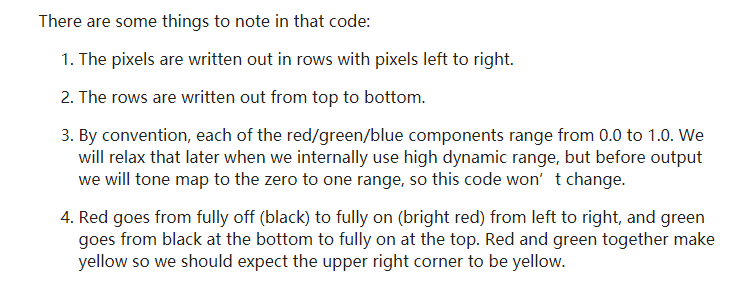 There are some things to note in that code:
1. The pixels are written out in rows with pixels left to right.
2. The rows are written out from top to bottom.
3. By convention, each of the red/green/blue components range from 0.0 to 1.0. We
will relax that later when we internally use high dynamic range, but before output
we will tone map to the zero to one range, so this code won’t change.
4. Red goes from fully off (black) to fully on (bright red) from left to right, and green
goes from black at the bottom to fully on at the top. Red and green together make
yellow so we should expect the upper right corner to be yellow.